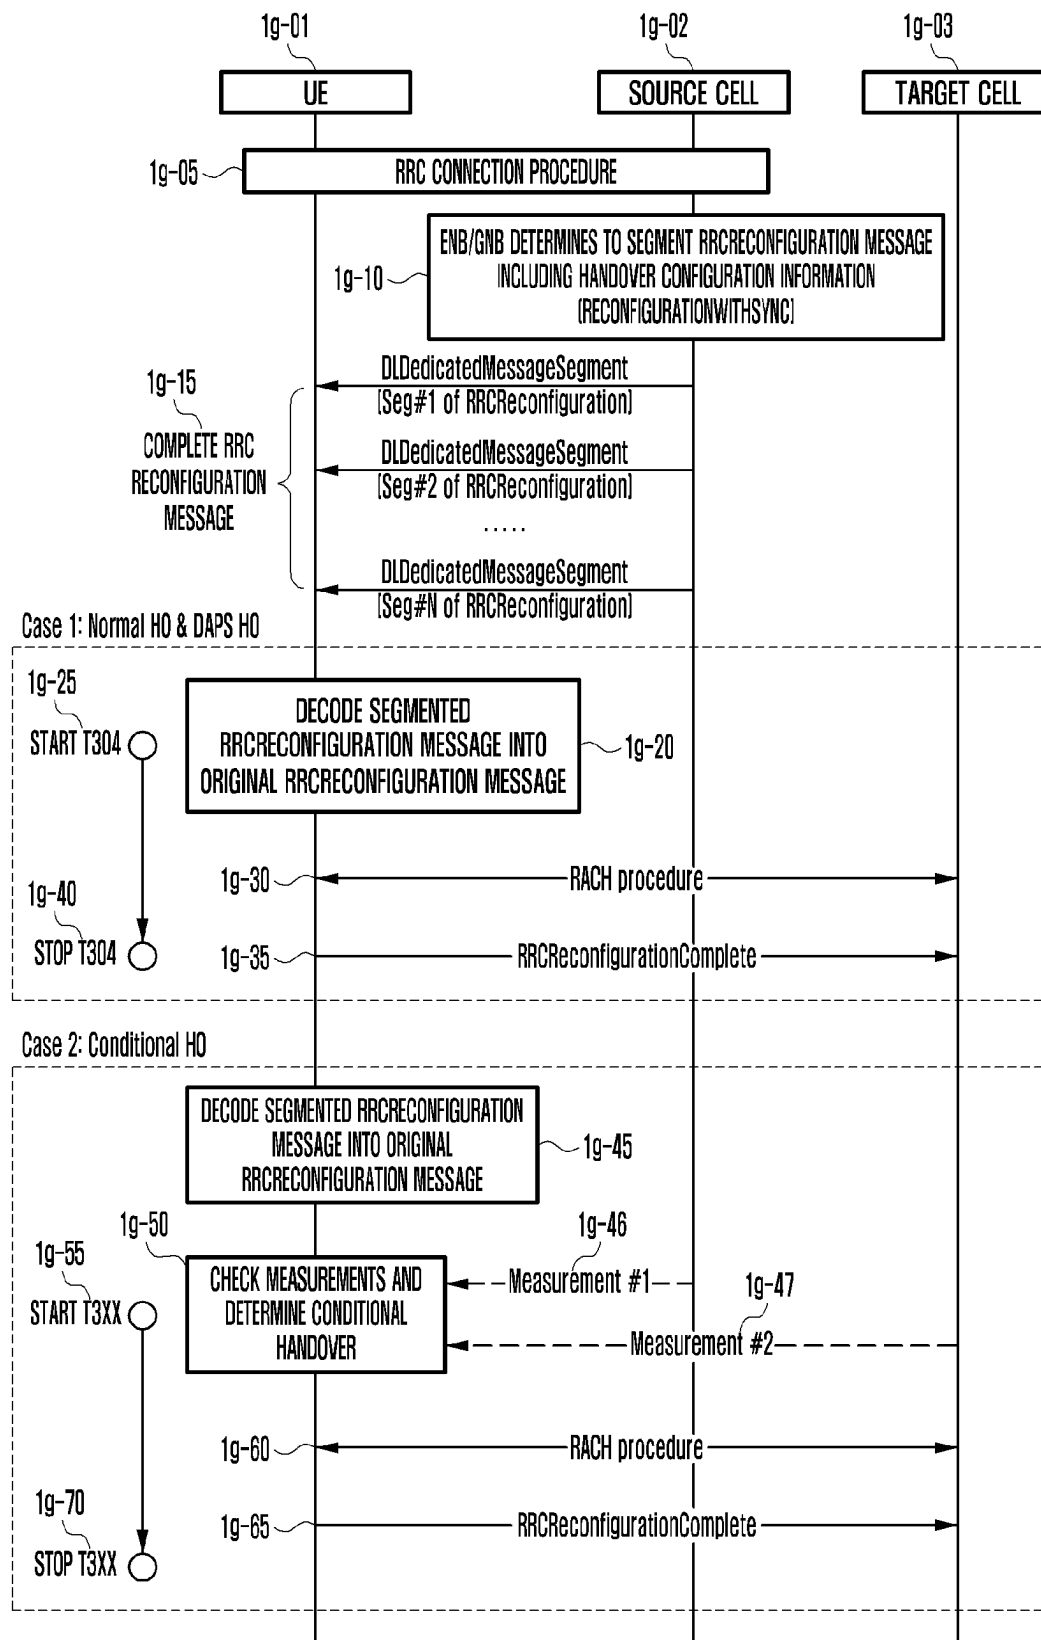 1g-01
1g-02
1g-03
UE
SOURCE CELL
TARGET CELL
1g-05
RRC CONNECTION PROCEDURE
1g-10
ENB/GNB DETERMINES TO SEGMENT RRCRECONFIGURATION MESSAGE
INCLUDING HANDOVER CONFIGURATION INFORMATION
(RECONFIGURATIONWITHSYNC)
1g-15
COMPLETE RRC
RECONFIGURATION
MESSAGE
DLDedicatedMessageSegment
(Seg#1 of RRCReconfiguration)
DLDedicatedMessageSegment
(Seg#2 of RRCReconfiguration)
.....
DLDedicatedMessageSegment
(Seg#N of RRCReconfiguration)
Case 1: Normal HO & DAPS HO
1g-25
START T304
DECODE SEGMENTED
RRCRECONFIGURATION MESSAGE INTO
ORIGINAL RRCRECONFIGURATION MESSAGE
1g-20
1g-30
RACH procedure
1g-40
STOP T304
1g-35
RRCReconfigurationComplete
Case 2: Conditional HO
DECODE SEGMENTED RRCRECONFIGURATION
MESSAGE INTO ORIGINAL
RRCRECONFIGURATION MESSAGE
1g-45
1g-50
1g-46
1g-55
START T3XX
CHECK MEASUREMENTS AND
DETERMINE CONDITIONAL
HANDOVER
Measurement #1
1g-47
Measurement #2
1g-60
RACH procedure
1g-70
STOP T3XX
1g-65
RRCReconfigurationComplete